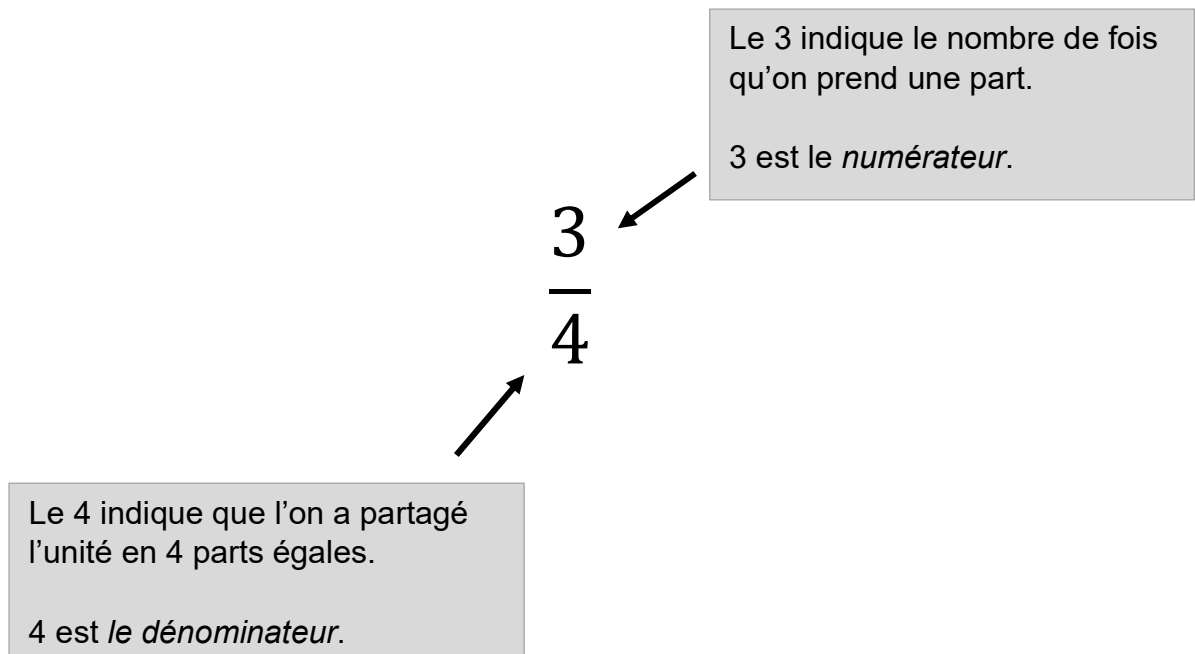 Le 3 indique le nombre de fois
qu’on prend une part.
3 est le numérateur.
3
4
Le 4 indique que l’on a partagé
l’unité en 4 parts égales.
4 est le dénominateur.